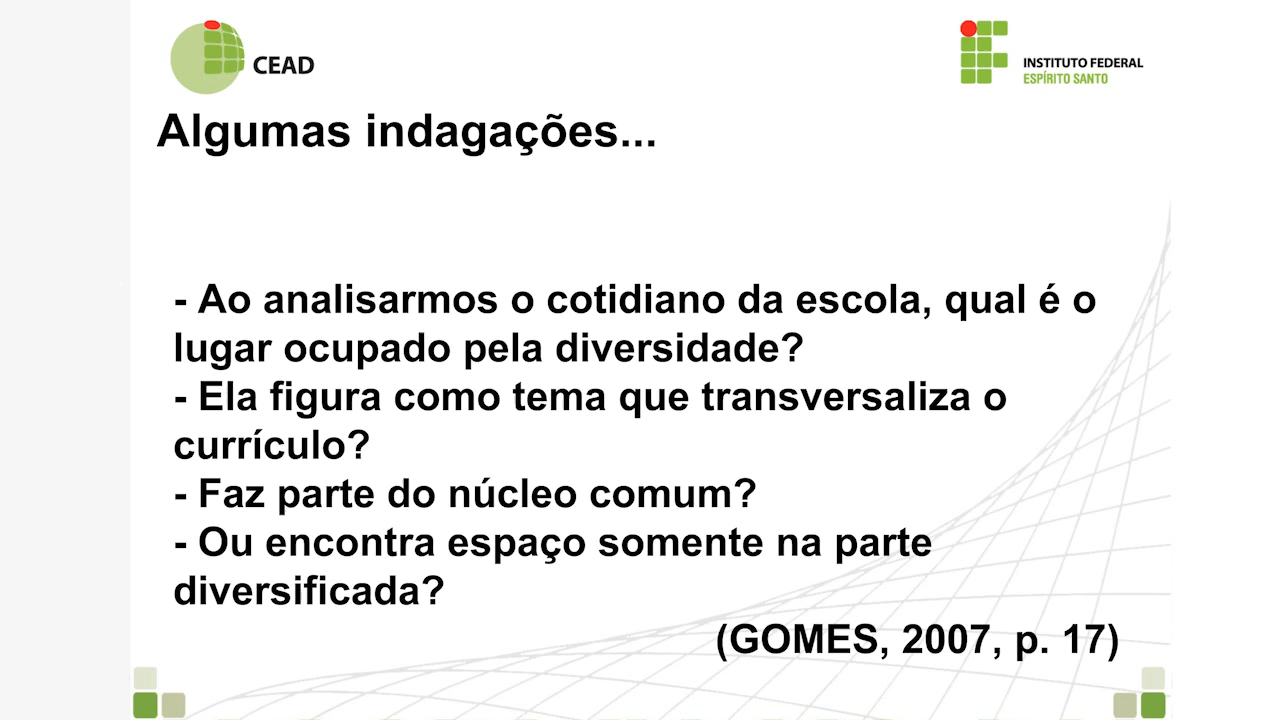 CEAD
INSTITUTO FEDERAL
ESPÍRITO SANTO
Algumas indagações...
- Ao analisarmos o cotidiano da escola, qual é o
lugar ocupado pela diversidade?
- Ela figura como tema que transversaliza o
currículo?
- Faz parte do núcleo comum?
- Ou encontra espaço somente na parte
diversificada?
(GOMES, 2007, p. 17)